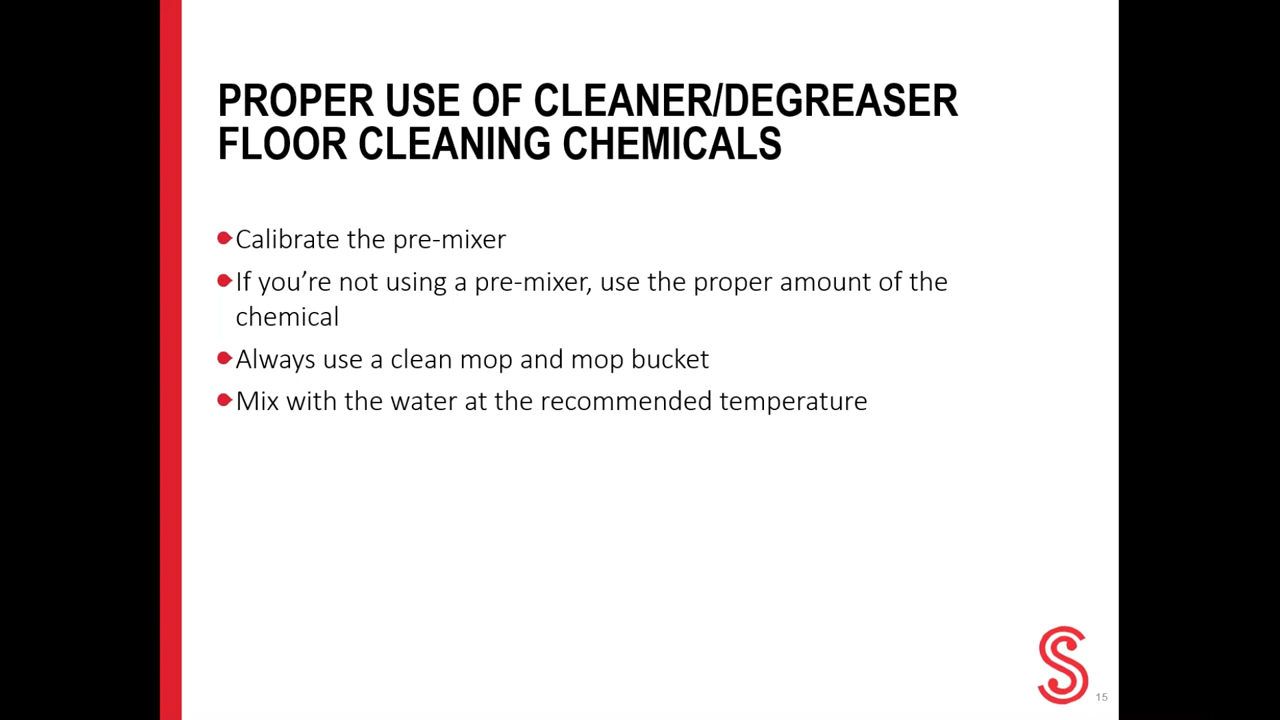 PROPER USE OF CLEANER/DEGREASER
FLOOR CLEANING CHEMICALS
Calibrate the pre-mixer
If you’re not using a pre-mixer, use the proper amount of the
chemical
Always use a clean mop and mop bucket
Mix with the water at the recommended temperature
S
15